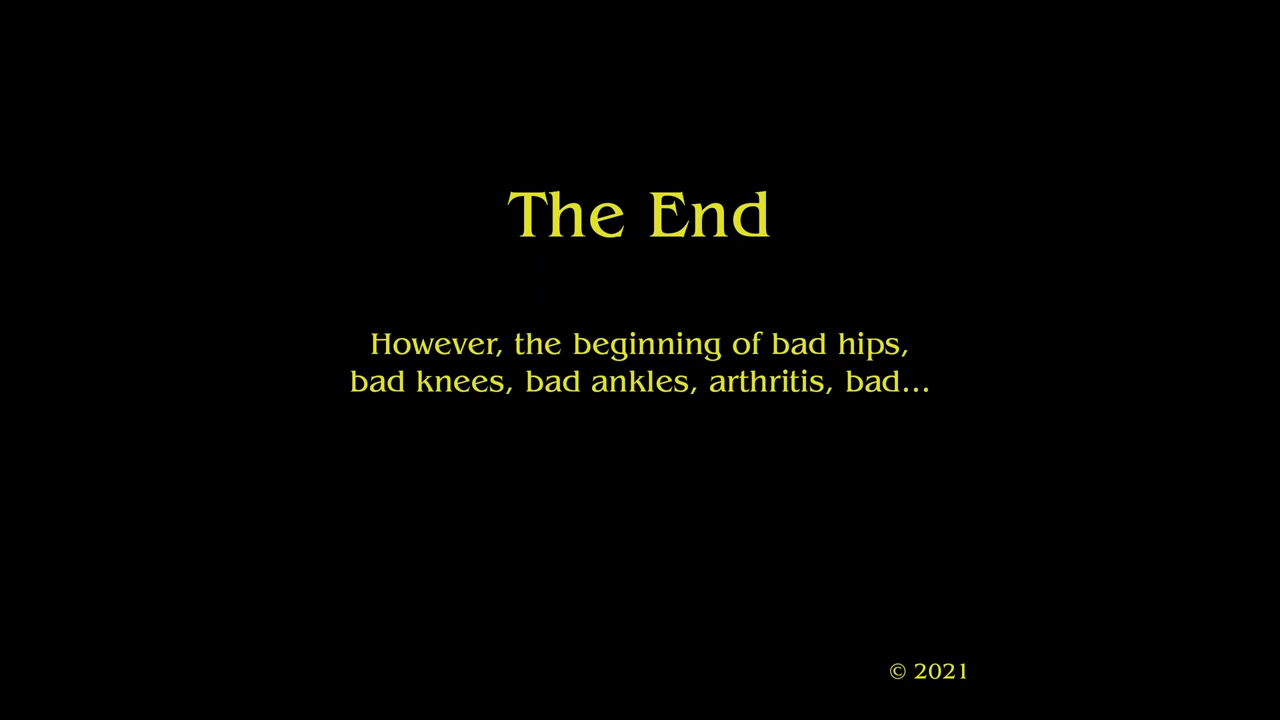 The End
However, the beginning of bad hips,
bad knees, bad ankles, arthritis, bad...
© 2021